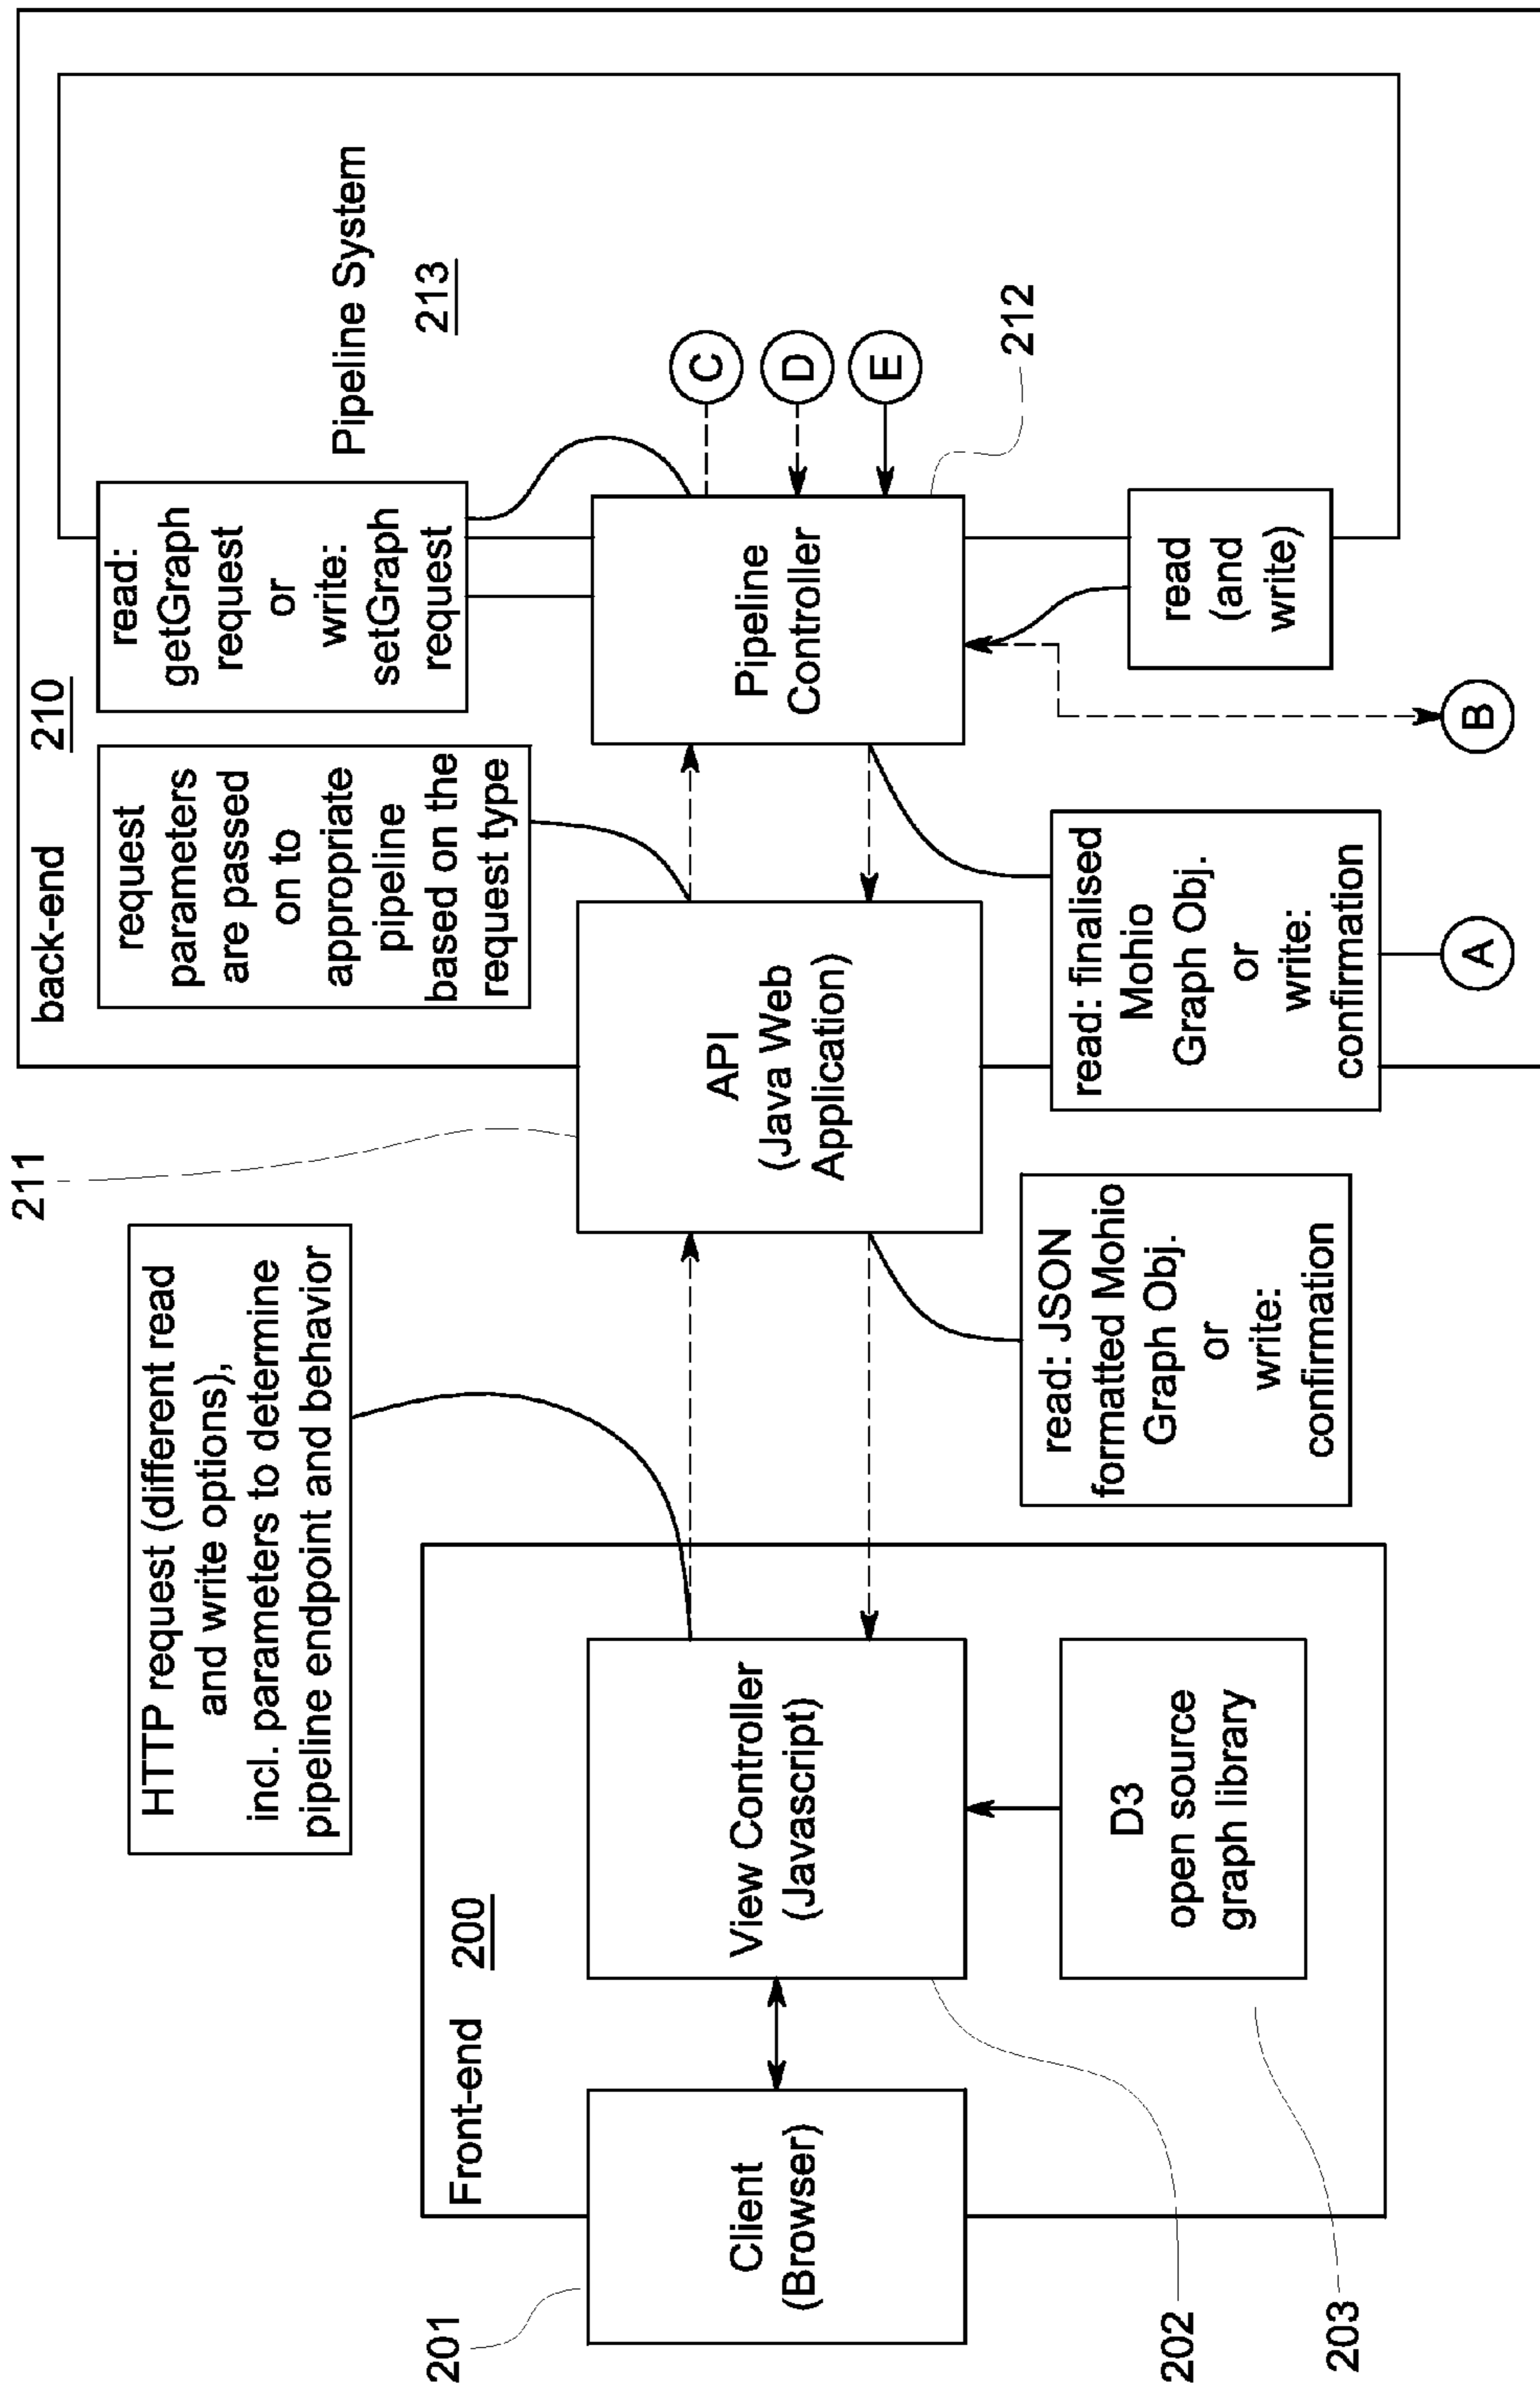 HTTP request (different read
and write options),
incl. parameters to determine
pipeline endpoint and behavior
211
back-end
210
request
parameters
are passed
on to
appropriate
pipeline
based on the
request type
read:
getGraph
request
or
write:
setGraph
request
Pipeline System
213
Front-end
200
201
Client
(Browser)
View Controller
(Javascript)
API
(Java Web
Application)
Pipeline
Controller
C
D
E
212
D3
open source
graph library
202
203
read: JSON
formatted Mohio
Graph Obj.
or
write:
confirmation
read: finalised
Mohio
Graph Obj.
or
write:
confirmation
read
(and
write)
A
B